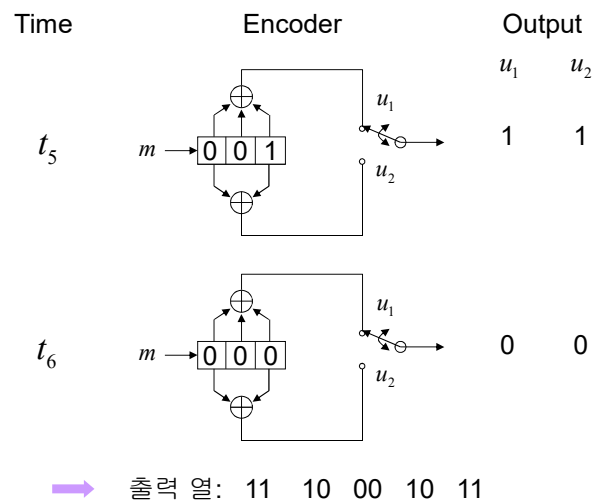 Time Encoder Output
u₁ u₂
t₅ m 0 0 1 u₁ u₂ 1 1
t₆ m 0 0 0 u₁ u₂ 0 0
출력 열: 11 10 00 10 11